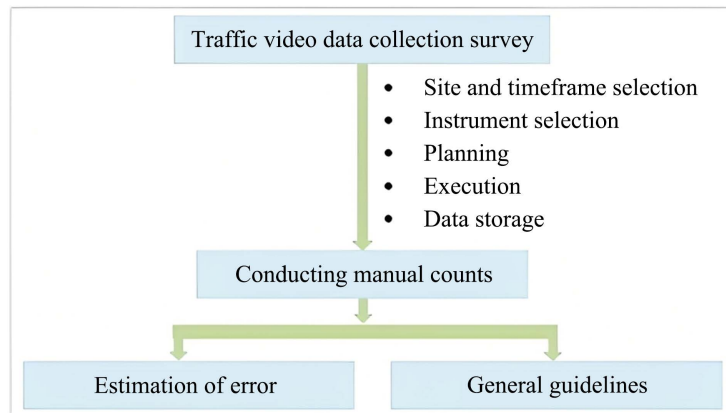 Traffic video data collection survey
• Site and timeframe selection
• Instrument selection
• Planning
• Execution
• Data storage
Conducting manual counts
Estimation of error
General guidelines